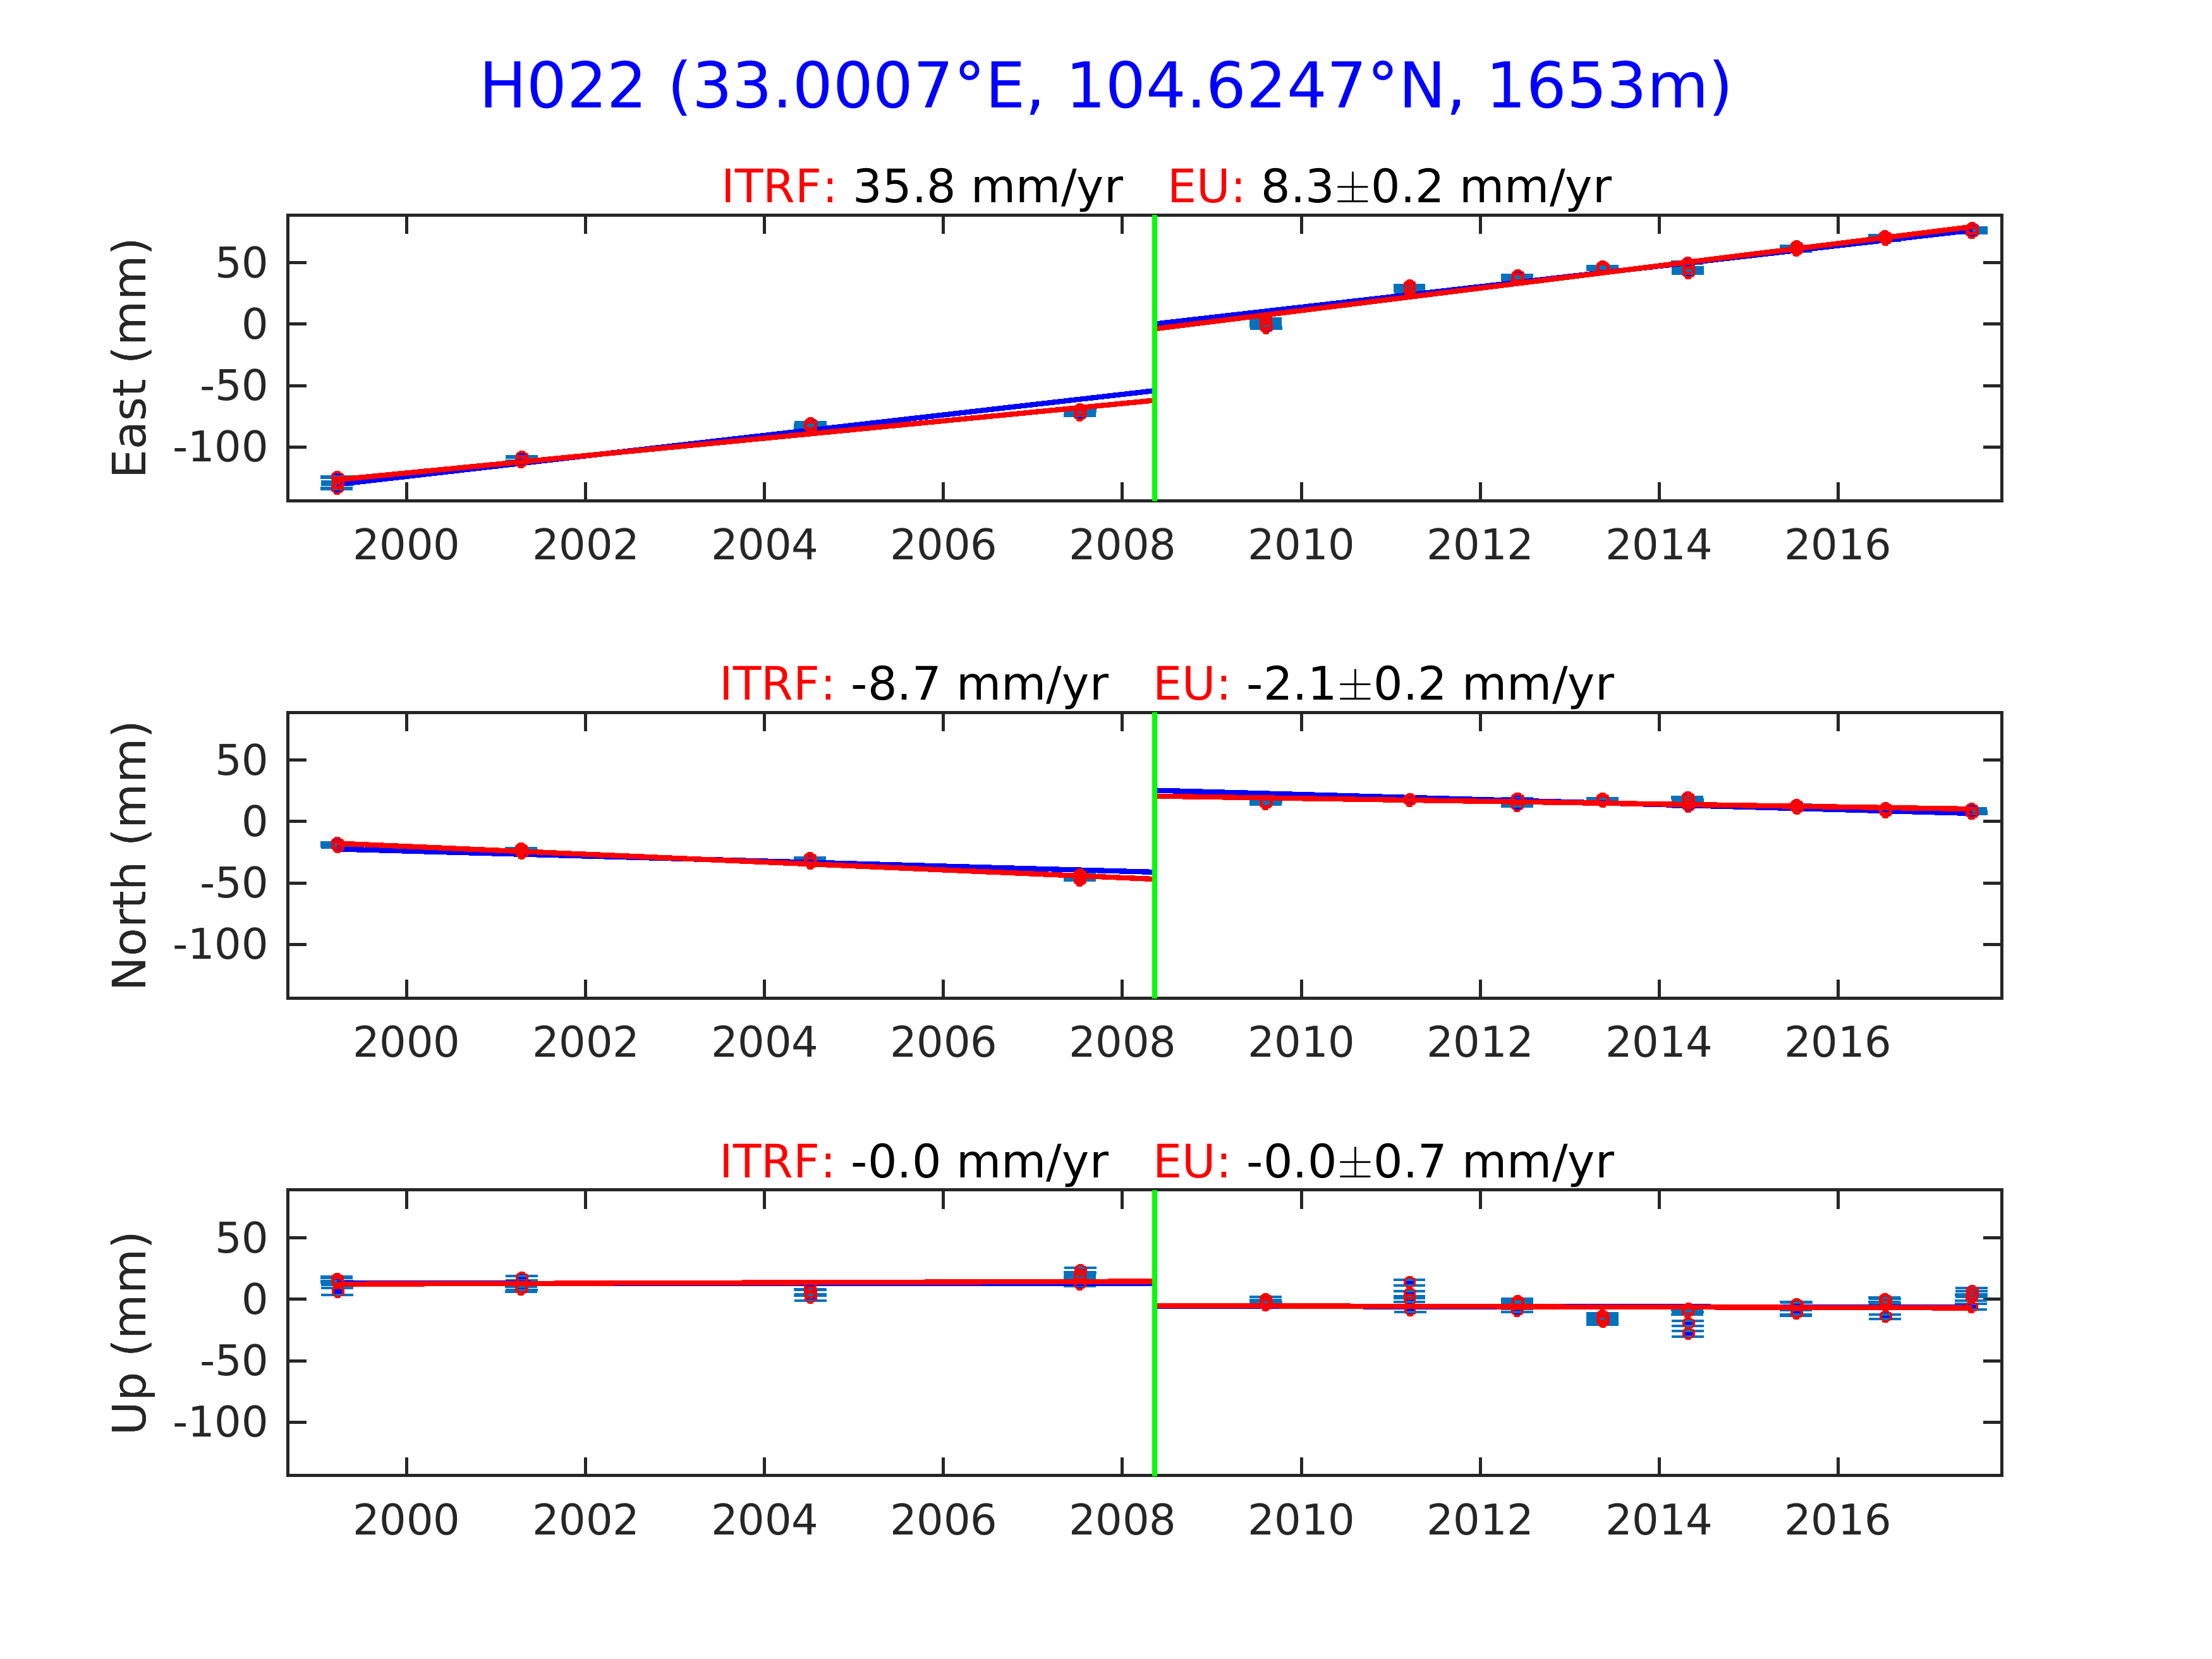 H022 (33.0007°E, 104.6247°N, 1653m)
ITRF: 35.8 mm/yr EU: 8.3±0.2 mm/yr
East (mm)
50
0
-50
-100
2000 2002 2004 2006 2008 2010 2012 2014 2016
ITRF: -8.7 mm/yr EU: -2.1±0.2 mm/yr
North (mm)
50
0
-50
-100
2000 2002 2004 2006 2008 2010 2012 2014 2016
ITRF: -0.0 mm/yr EU: -0.0±0.7 mm/yr
Up (mm)
50
0
-50
-100
2000 2002 2004 2006 2008 2010 2012 2014 2016